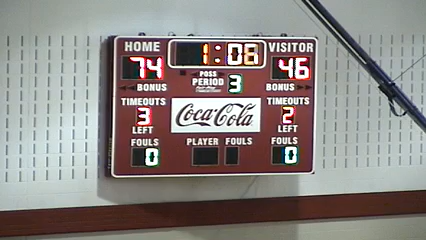 HOME 1:08 VISITOR
74 POSS 46
BONUS PERIOD 3 BONUS
TIMEOUTS TIMEOUTS
3 Coca-Cola 2
LEFT LEFT
FOULS PLAYER FOULS FOULS
0 0